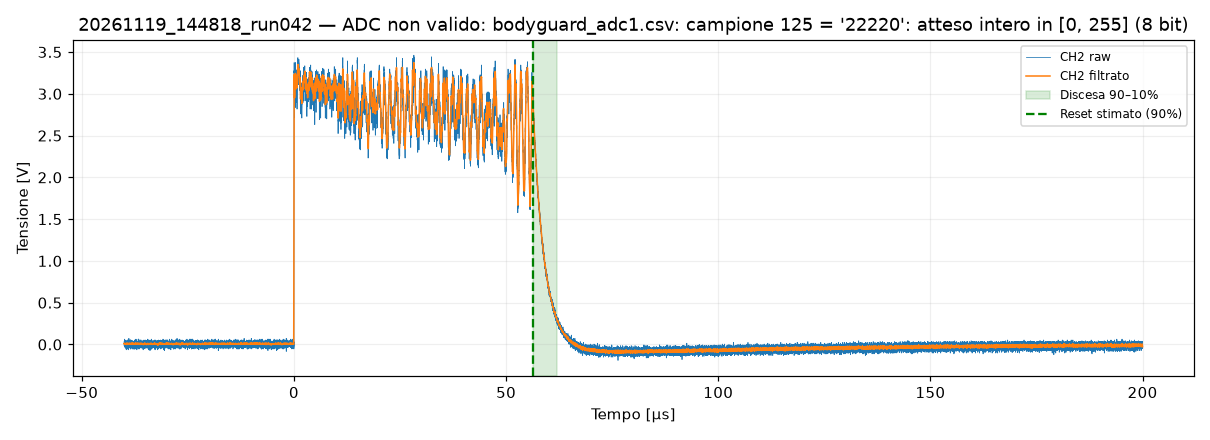 20261119_144818_run042 — ADC non valido: bodyguard_adc1.csv: campione 125 = '22220': atteso intero in [0, 255] (8 bit)
CH2 raw
CH2 filtrato
Discesa 90–10%
Reset stimato (90%)
Tensione [V]
3.5
3.0
2.5
2.0
1.5
1.0
0.5
0.0
−50
0
50
100
150
200
Tempo [µs]